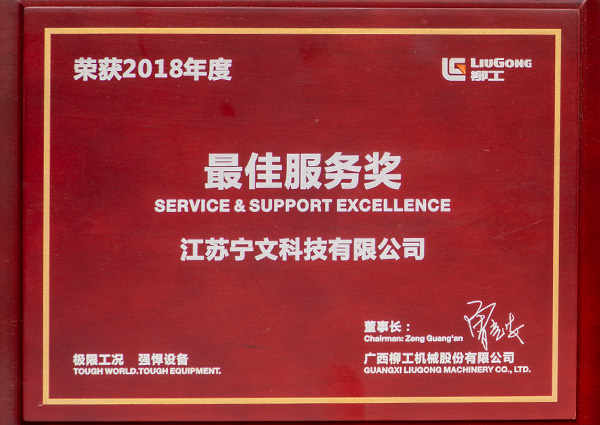 荣获2018年度
LIUGONG
柳工
最佳服务奖
SERVICE & SUPPORT EXCELLENCE
江苏宁文科技有限公司
董事长：
Chairman: Zeng Guang'an
极限工况 强悍设备
TOUGH WORLD.TOUGH EQUIPMENT.
广西柳工机械股份有限公司
GUANGXI LIUGONG MACHINERY CO., LTD.